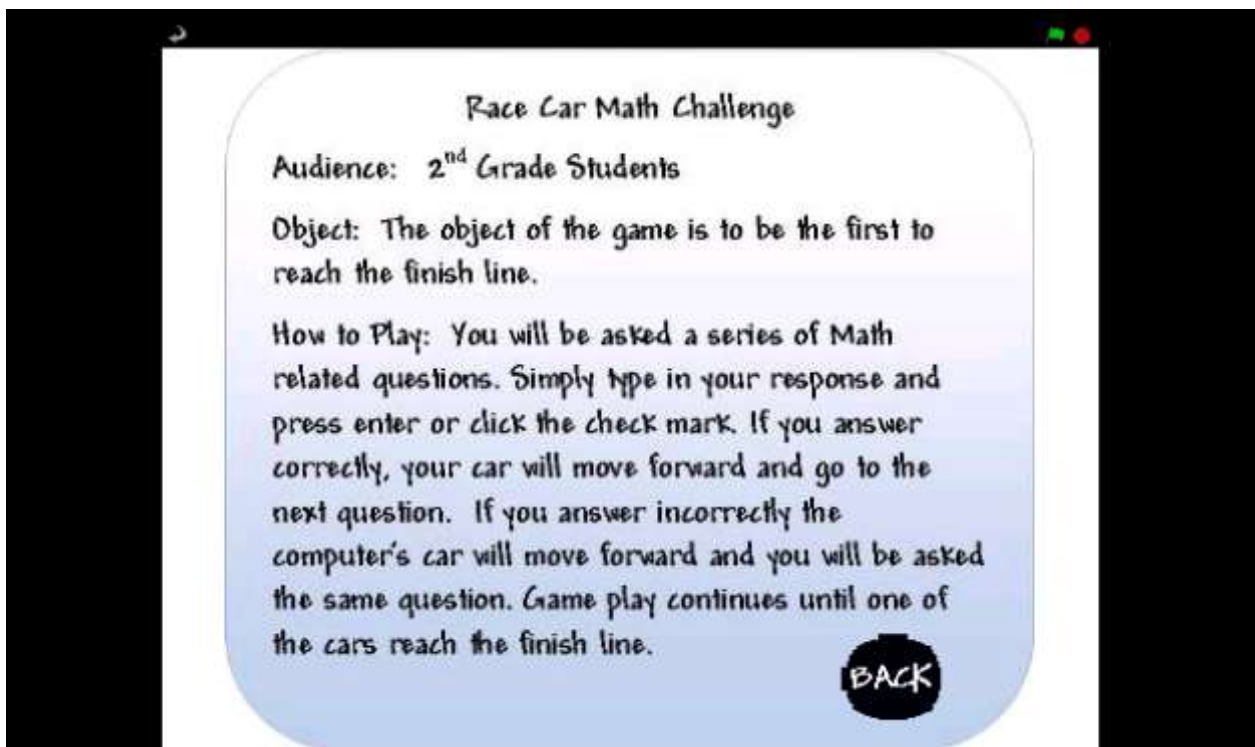 Race Car Math Challenge
Audience: 2nd Grade Students
Object: The object of the game is to be the first to
reach the finish line.
How to Play: You will be asked a series of Math
related questions. Simply type in your response and
press enter or click the check mark. If you answer
correctly, your car will move forward and go to the
next question. If you answer incorrectly the
computer's car will move forward and you will be asked
the same question. Game play continues until one of
the cars reach the finish line.
BACK